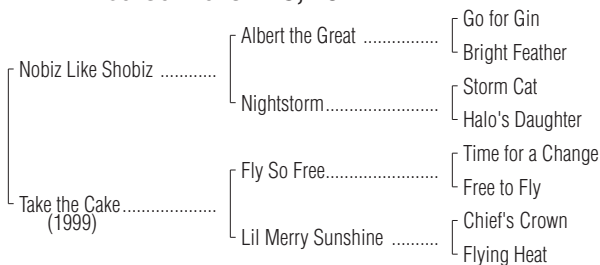 Go for Gin
Albert the Great ................
Bright Feather
Nobiz Like Shobiz ............
Storm Cat
Nightstorm........................
Halo's Daughter
Time for a Change
Fly So Free........................
Free to Fly
Take the Cake....................
(1999)
Chief's Crown
Lil Merry Sunshine ..........
Flying Heat